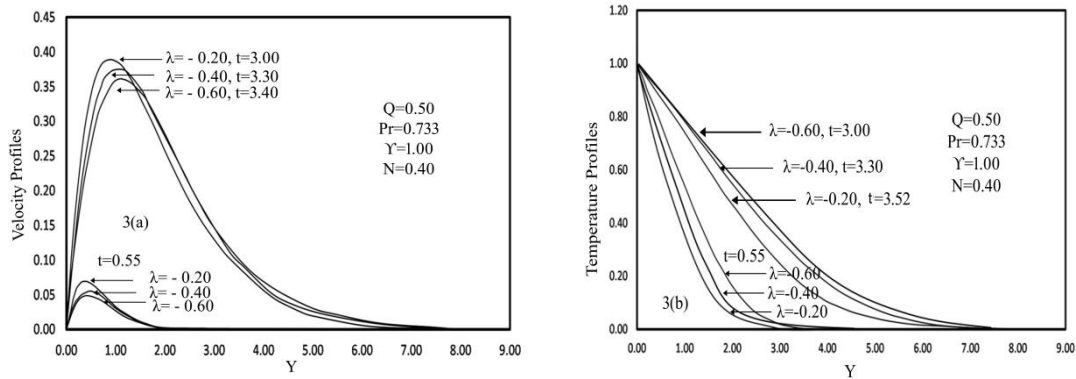 0.45
0.40
0.35
0.30
0.25
0.20
0.15
0.10
0.05
0.00
Velocity Profiles
λ= - 0.20, t=3.00
λ= - 0.40, t=3.30
λ= - 0.60, t=3.40
Q=0.50
Pr=0.733
ϒ=1.00
N=0.40
3(a)
t=0.55
λ= - 0.20
λ= - 0.40
λ= - 0.60
0.00 1.00 2.00 3.00 4.00 5.00 6.00 7.00 8.00 9.00
Y
1.20
1.00
0.80
0.60
0.40
0.20
0.00
Temperature Profiles
λ=-0.60, t=3.00
λ=-0.40, t=3.30
λ=-0.20, t=3.52
Q=0.50
Pr=0.733
ϒ=1.00
N=0.40
t=0.55
λ=-0.60
λ=-0.40
λ=-0.20
3(b)
0.00 1.00 2.00 3.00 4.00 5.00 6.00 7.00 8.00 9.00
Y